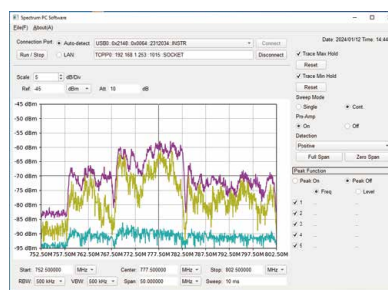 Spectrum PC Software
File(F) About(A)
Connection Port: Auto-detect USB0::0x2146::0x0064::2312034::INSTR Connect
Date: 2024/01/12 Time: 14:44
Run / Stop LAN: TCPIP0::192.168.1.253::1015::SOCKET Disconnect
Trace Max Hold
Reset
Scale: 5 dB/Div
Trace Min Hold
Ref: -45 dBm Att: 10 dB
Reset
Sweep Mode
Single Cont.
Pre-Amp
On Off
Detection
Positive
Full Span Zero Span
Peak Function
Peak On Peak Off
Freq Level
1
2
3
4
5
-45 dBm
-50 dBm
-55 dBm
-60 dBm
-65 dBm
-70 dBm
-75 dBm
-80 dBm
-85 dBm
-90 dBm
-95 dBm
752.50M 757.50M 762.50M 767.50M 772.50M 777.50M 782.50M 787.50M 792.50M 797.50M 802.50M
Start: 752.500000 MHz Center: 777.500000 MHz Stop: 802.500000 MHz
RBW: 500 kHz VBW: 500 kHz Span: 50.000000 MHz Sweep: 10 ms